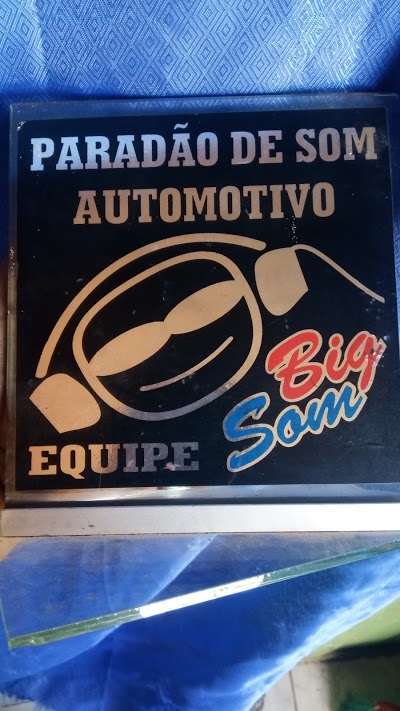 PARADÃO DE SOM
AUTOMOTIVO
Big
Som
EQUIPE